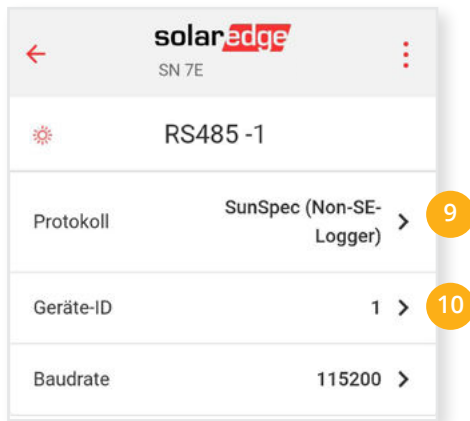 solaredge
SN 7E
RS485 -1
Protokoll
SunSpec (Non-SE-
Logger)
9
Geräte-ID
1
10
Baudrate
115200